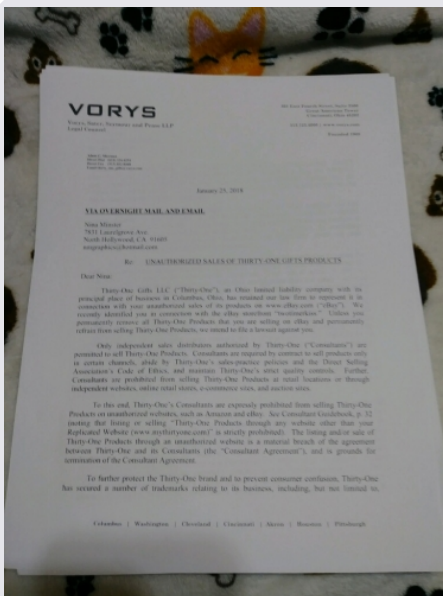 VORYS
Vorys, Sater, Seymour and Pease LLP
Legal Counsel
January 23, 2018
VIA OVERNIGHT MAIL AND EMAIL
Nina
North Hollywood, CA
Re: UNAUTHORIZED SALES OF THIRTY-ONE GIFTS PRODUCTS
Dear Nina:
Thirty-One Gifts LLC ("Thirty-One"), an Ohio limited liability company with its
principal place of business in Columbus, Ohio, has retained our law firm to represent it in
connection with your unauthorized sales of its products on www.ebay.com ("eBay"). We
recently identified you in connection with the eBay storefront Unless you
permanently remove all Thirty-One Products that you are selling on eBay and permanently
refrain from selling Thirty-One Products, we intend to file a lawsuit against you.
Only independent sales distributors authorized by Thirty-One ("Consultants") are
permitted to sell Thirty-One Products. Consultants are required by contract to sell products only
in certain channels, abide by Thirty-One's sales-practice policies and the Direct Selling
Association's Code of Ethics, and maintain Thirty-One's strict quality controls. Further,
Consultants are prohibited from selling Thirty-One Products at retail locations or through
independent websites, online retail stores, e-commerce sites, and auction sites.
To this end, Thirty-One's Consultants are expressly prohibited from selling Thirty-One
Products on unauthorized websites, such as Amazon and eBay. See Consultant Guidebook, p. 32
(noting that listing or selling "Thirty-One Products through any website other than your
Replicated Website (www.mythirtyone.com)" is strictly prohibited). The listing and/or sale of
Thirty-One Products through an unauthorized website is a material breach of the agreement
between Thirty-One and its Consultants (the "Consultant Agreement"), and is grounds for
termination of the Consultant Agreement.
To further protect the Thirty-One brand and to prevent consumer confusion, Thirty-One
has secured a number of trademarks relating to its business, including, but not limited to,
Columbus | Washington | Cleveland | Cincinnati | Akron | Houston | Pittsburgh